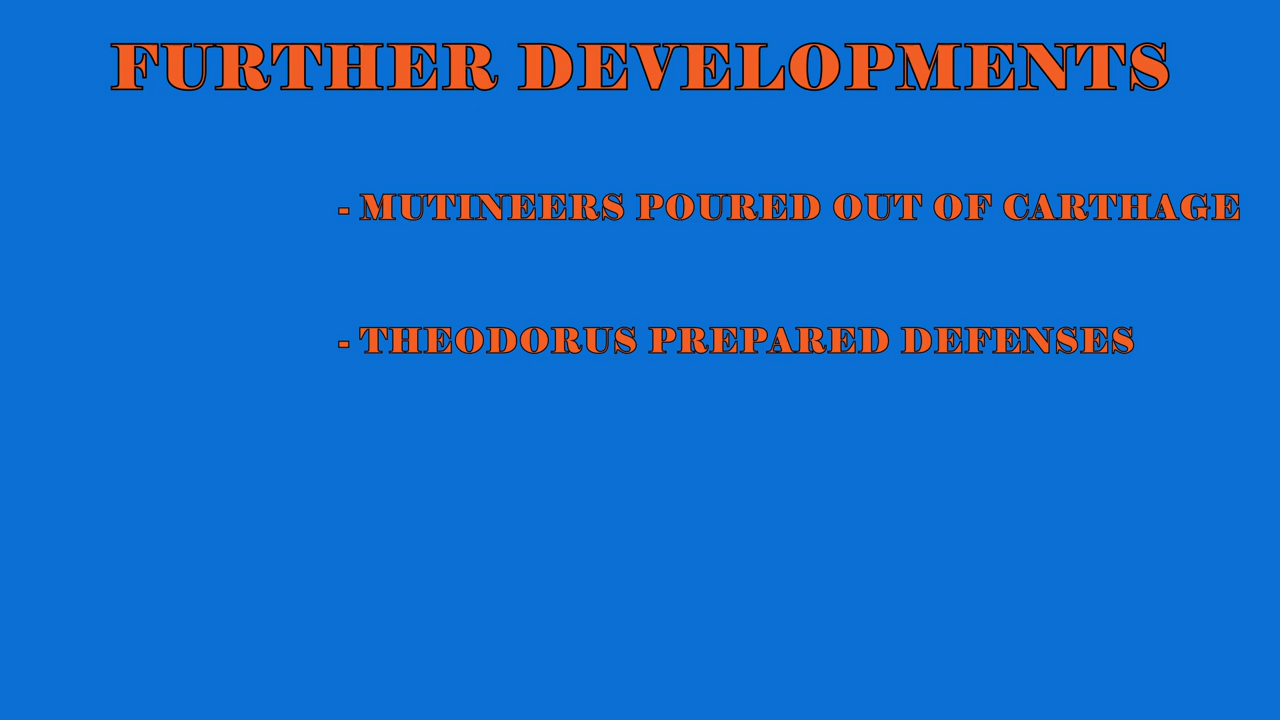 FURTHER DEVELOPMENTS
- MUTINEERS POURED OUT OF CARTHAGE
- THEODORUS PREPARED DEFENSES